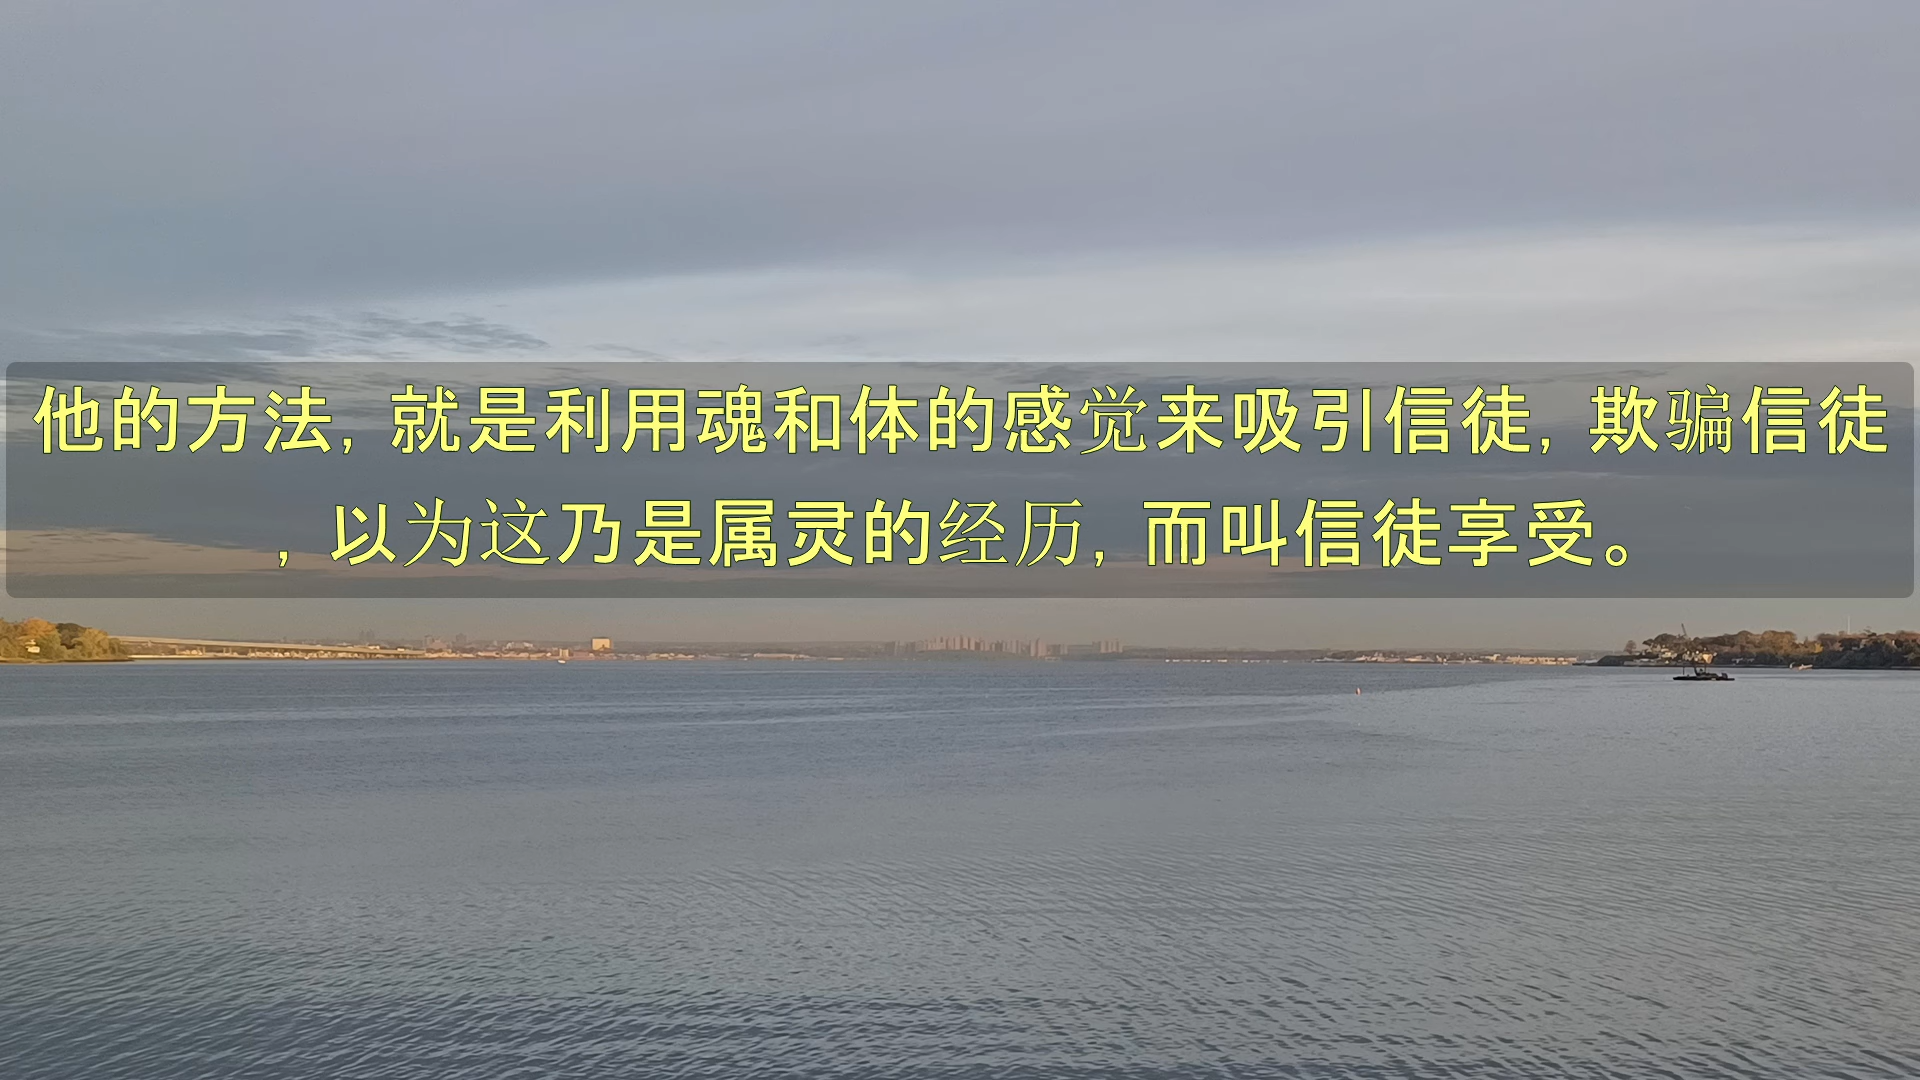 他的方法, 就是利用魂和体的感觉来吸引信徒, 欺骗信徒
, 以为这乃是属灵的经历, 而叫信徒享受。